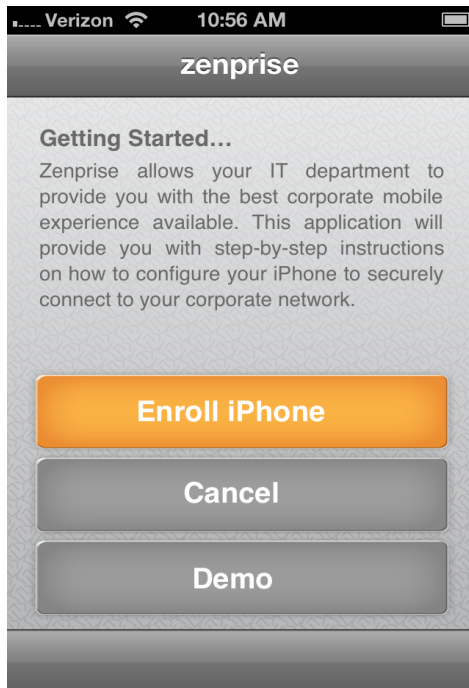 Verizon 10:56 AM
zenprise
Getting Started...
Zenprise allows your IT department to
provide you with the best corporate mobile
experience available. This application will
provide you with step-by-step instructions
on how to configure your iPhone to securely
connect to your corporate network.
Enroll iPhone
Cancel
Demo